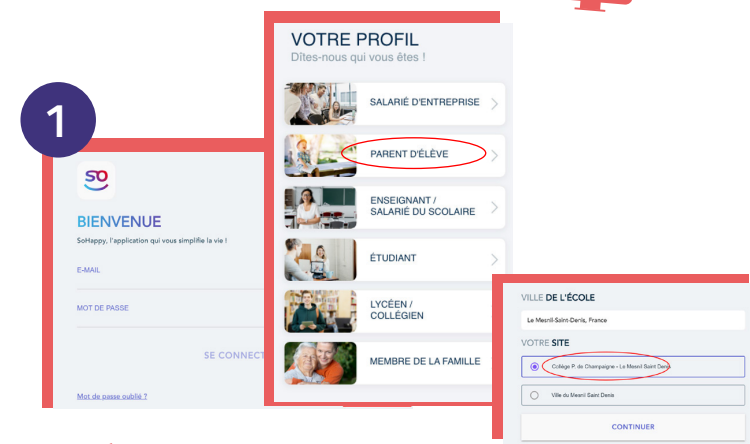 1
so
BIENVENUE
SoHappy, l'application qui vous simplifie la vie !
E-MAIL
MOT DE PASSE
SE CONNECT
Mot de passe oublié ?
VOTRE PROFIL
Dîtes-nous qui vous êtes !
SALARIÉ D'ENTREPRISE
PARENT D'ÉLÈVE
ENSEIGNANT /
SALARIÉ DU SCOLAIRE
ÉTUDIANT
LYCÉEN /
COLLÉGIEN
MEMBRE DE LA FAMILLE
VILLE DE L'ÉCOLE
Le Mesnil-Saint-Denis, France
VOTRE SITE
Collège P. de Champaigne - Le Mesnil Saint Denis
Ville du Mesnil Saint Denis
CONTINUER